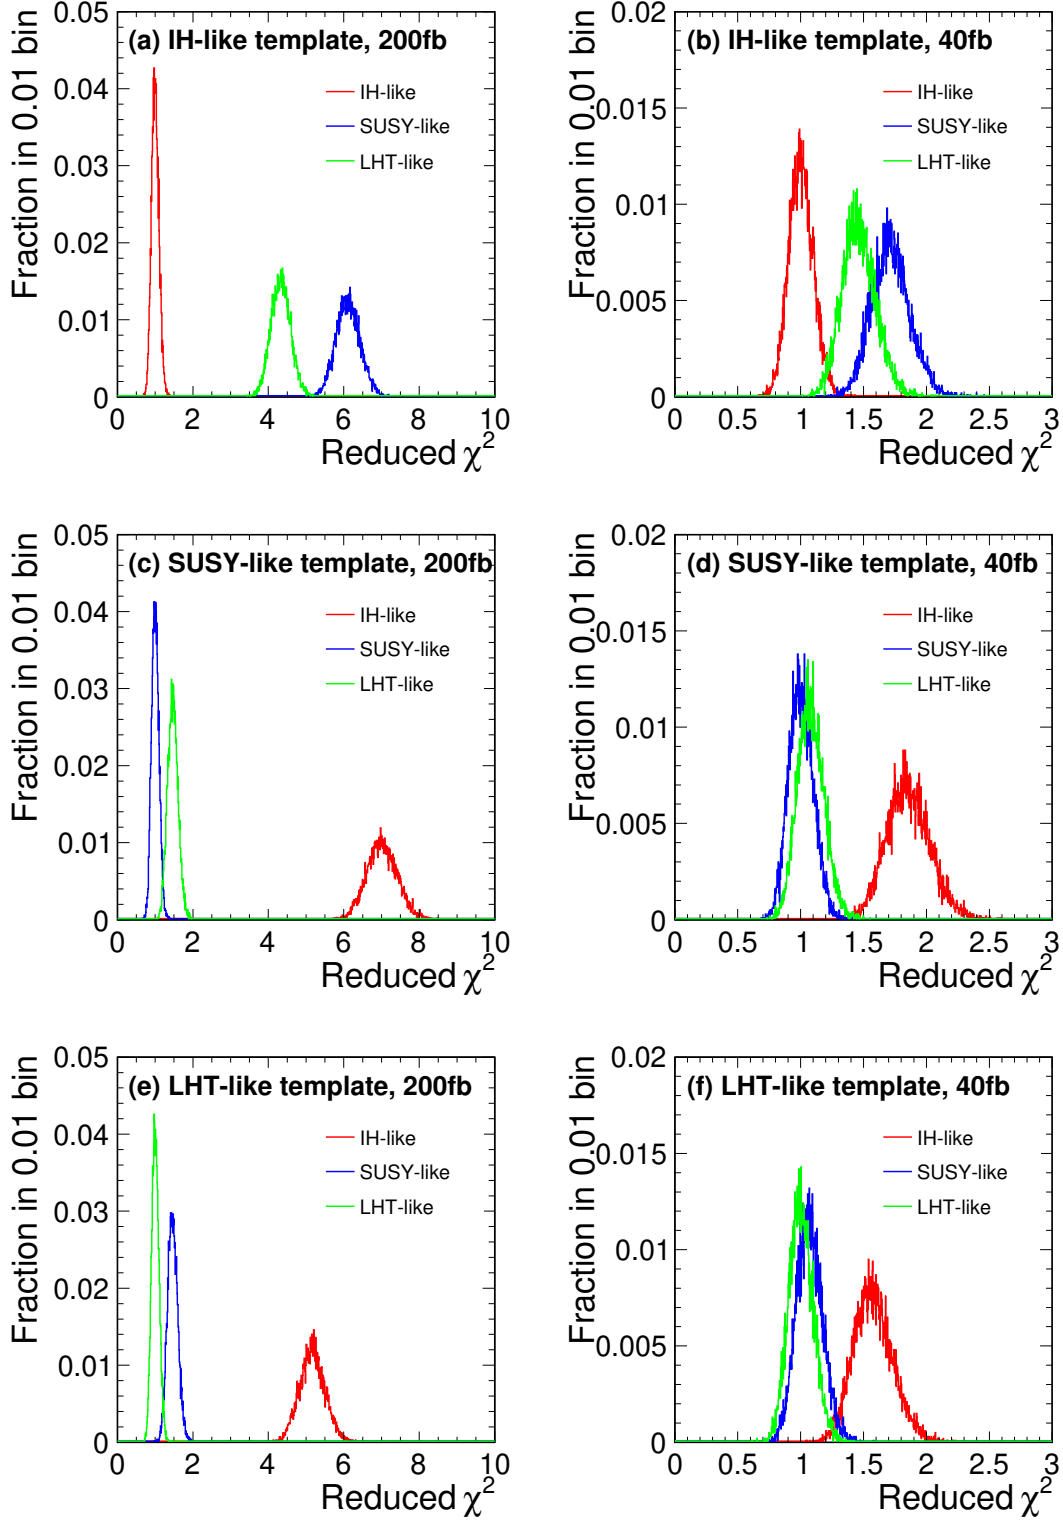 (a) IH-like template, 200fb
Fraction in 0.01 bin
0.05
0.04
0.03
0.02
0.01
0
IH-like
SUSY-like
LHT-like
0 2 4 6 8 10
Reduced χ²
(b) IH-like template, 40fb
Fraction in 0.01 bin
0.02
0.015
0.01
0.005
0
IH-like
SUSY-like
LHT-like
0 0.5 1 1.5 2 2.5 3
Reduced χ²
(c) SUSY-like template, 200fb
Fraction in 0.01 bin
0.05
0.04
0.03
0.02
0.01
0
IH-like
SUSY-like
LHT-like
0 2 4 6 8 10
Reduced χ²
(d) SUSY-like template, 40fb
Fraction in 0.01 bin
0.02
0.015
0.01
0.005
0
IH-like
SUSY-like
LHT-like
0 0.5 1 1.5 2 2.5 3
Reduced χ²
(e) LHT-like template, 200fb
Fraction in 0.01 bin
0.05
0.04
0.03
0.02
0.01
0
IH-like
SUSY-like
LHT-like
0 2 4 6 8 10
Reduced χ²
(f) LHT-like template, 40fb
Fraction in 0.01 bin
0.02
0.015
0.01
0.005
0
IH-like
SUSY-like
LHT-like
0 0.5 1 1.5 2 2.5 3
Reduced χ²